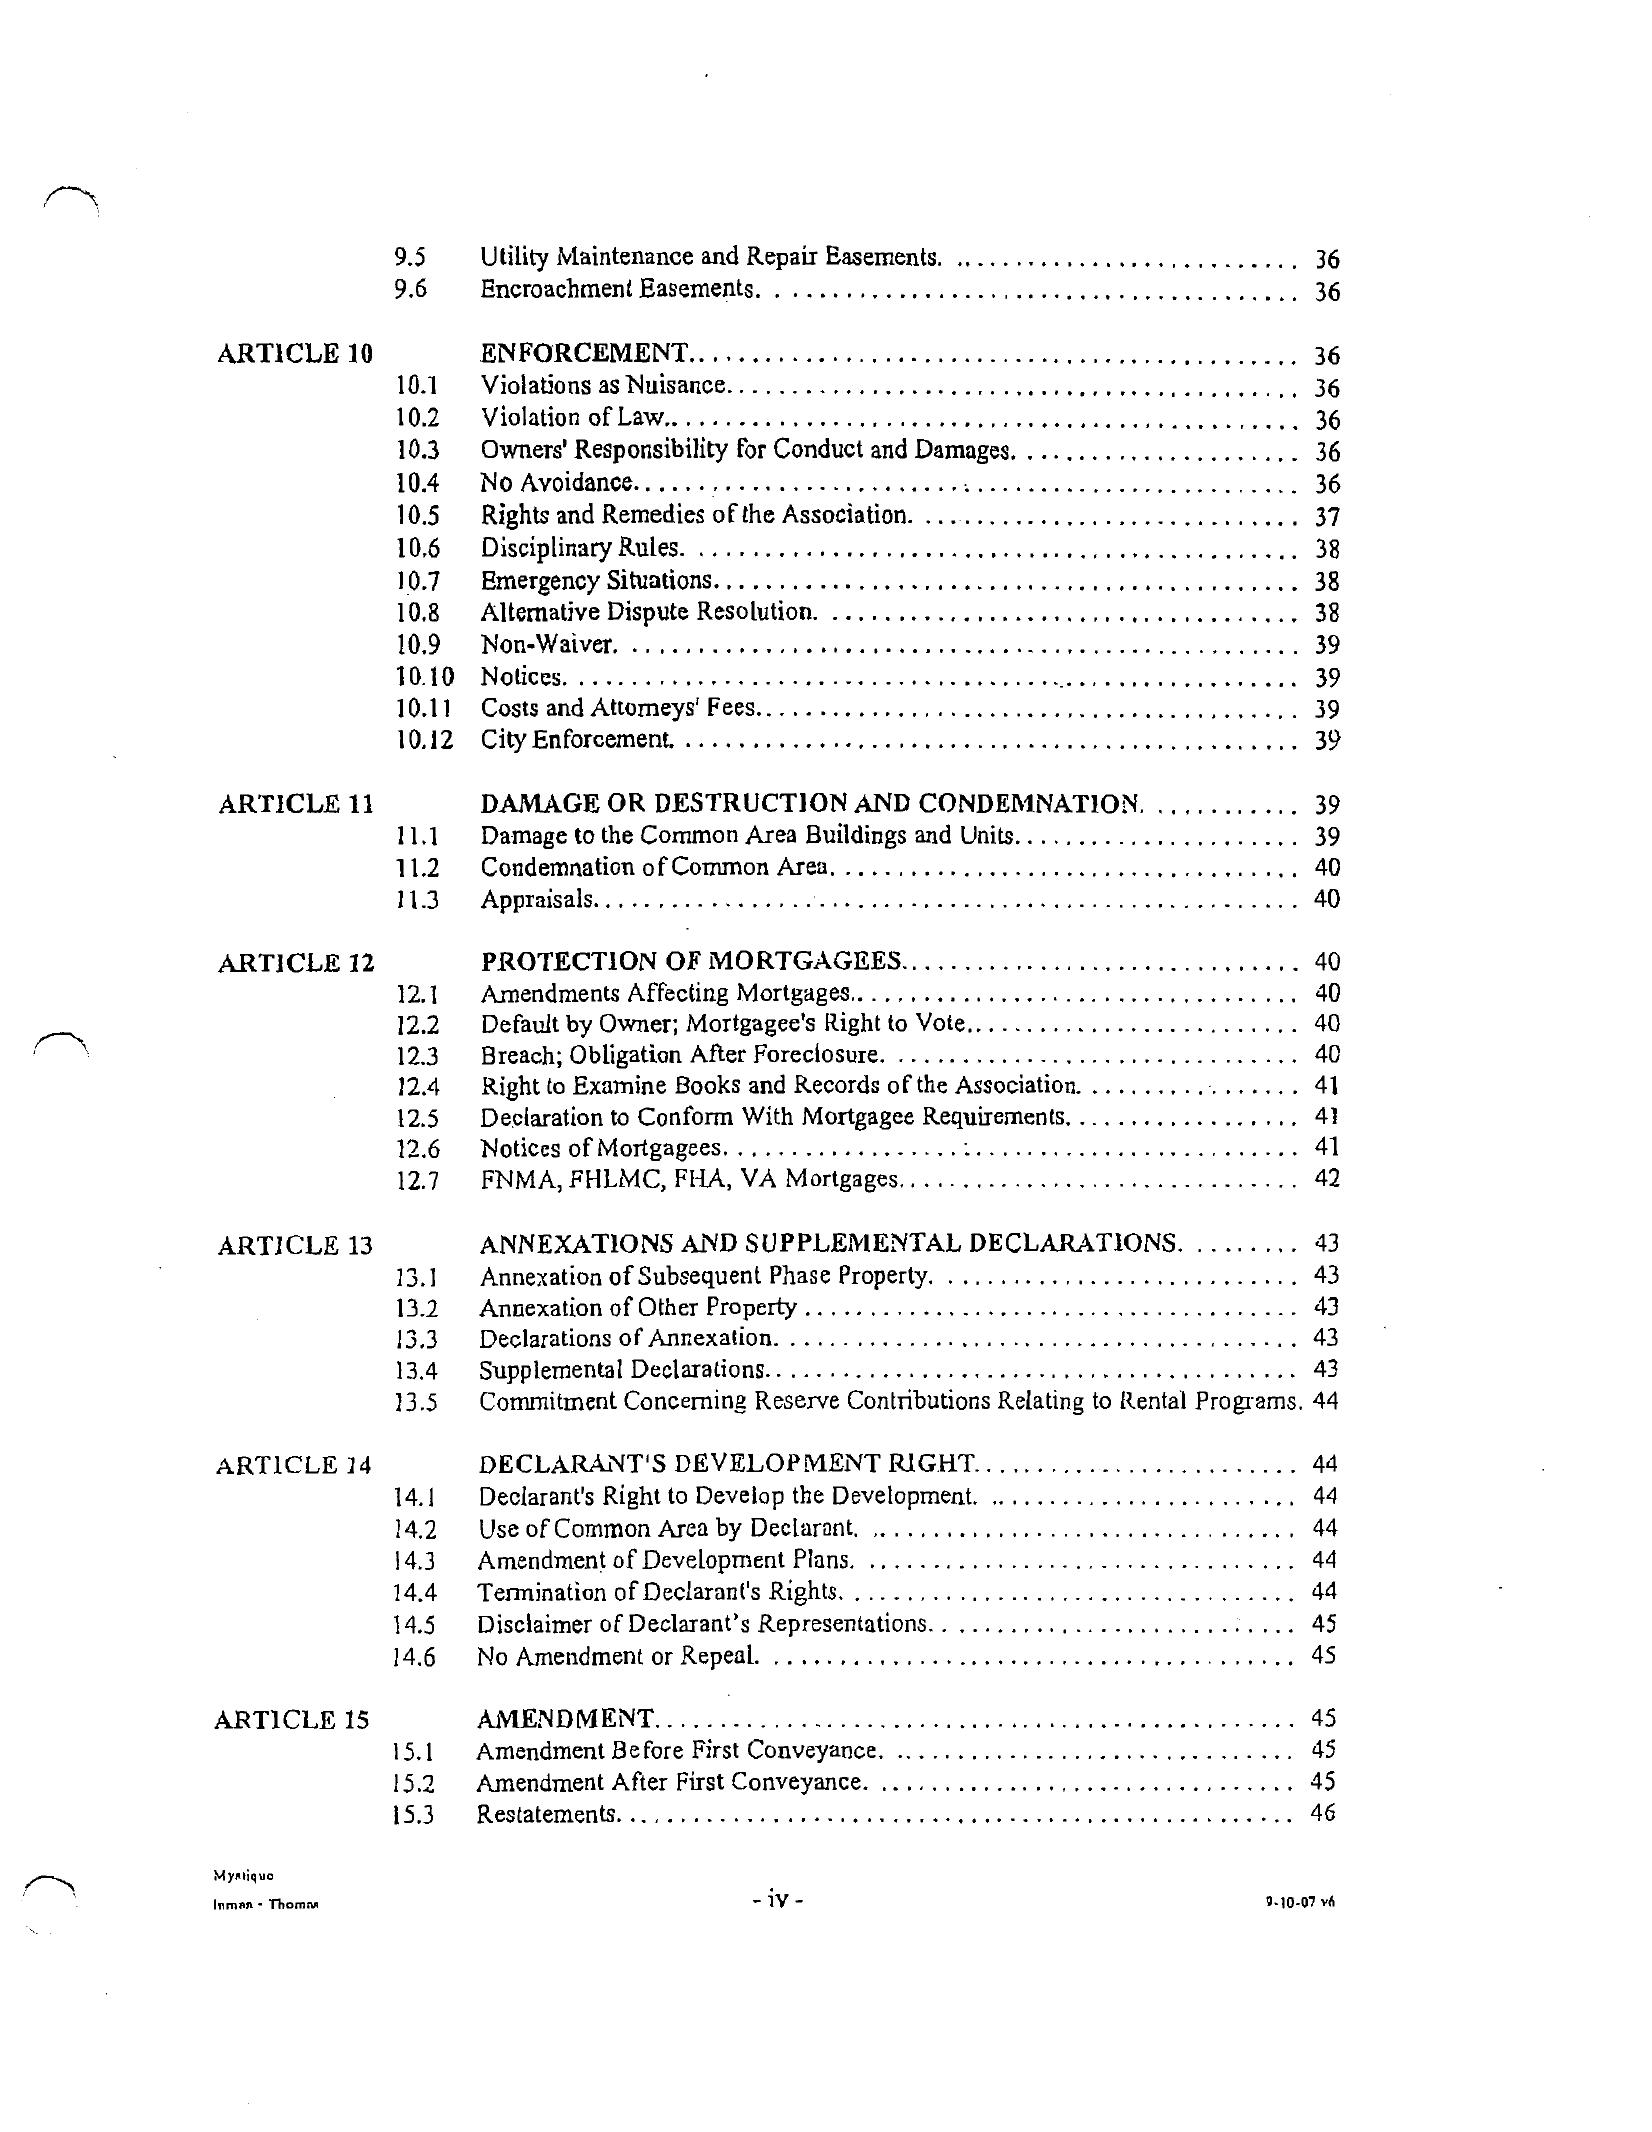 9.5 Utility Maintenance and Repair Easements. ............................ 36
9.6 Encroachment Easements. ......................................... 36
ARTICLE 10 ENFORCEMENT............................................... 36
10.1 Violations as Nuisance............................................ 36
10.2 Violation of Law.................................................. 36
10.3 Owners' Responsibility for Conduct and Damages. ..................... 36
10.4 No Avoidance................................................... 36
10.5 Rights and Remedies of the Association. ............................. 37
10.6 Disciplinary Rules. .............................................. 38
10.7 Emergency Situations............................................. 38
10.8 Alternative Dispute Resolution. .................................... 38
10.9 Non-Waiver. ................................................... 39
10.10 Notices. ....................................................... 39
10.11 Costs and Attorneys' Fees.......................................... 39
10.12 City Enforcement. ............................................... 39
ARTICLE 11 DAMAGE OR DESTRUCTION AND CONDEMNATION. ............ 39
11.1 Damage to the Common Area Buildings and Units...................... 39
11.2 Condemnation of Common Area. .................................... 40
11.3 Appraisals...................................................... 40
ARTICLE 12 PROTECTION OF MORTGAGEES............................... 40
12.1 Amendments Affecting Mortgages................................... 40
12.2 Default by Owner; Mortgagee's Right to Vote.......................... 40
12.3 Breach; Obligation After Foreclosure. ................................ 40
12.4 Right to Examine Books and Records of the Association. ................. 41
12.5 Declaration to Conform With Mortgagee Requirements.................. 41
12.6 Notices of Mortgagees............................................. 41
12.7 FNMA, FHLMC, FHA, VA Mortgages............................... 42
ARTICLE 13 ANNEXATIONS AND SUPPLEMENTAL DECLARATIONS. ......... 43
13.1 Annexation of Subsequent Phase Property. ............................ 43
13.2 Annexation of Other Property ...................................... 43
13.3 Declarations of Annexation. ........................................ 43
13.4 Supplemental Declarations.......................................... 43
13.5 Commitment Concerning Reserve Contributions Relating to Rental Programs. 44
ARTICLE 14 DECLARANT'S DEVELOPMENT RIGHT......................... 44
14.1 Declarant's Right to Develop the Development. ........................ 44
14.2 Use of Common Area by Declarant. ................................. 44
14.3 Amendment of Development Plans. ................................. 44
14.4 Termination of Declarant's Rights. ................................... 44
14.5 Disclaimer of Declarant's Representations............................. 45
14.6 No Amendment or Repeal. ......................................... 45
ARTICLE 15 AMENDMENT.................................................. 45
15.1 Amendment Before First Conveyance. ............................... 45
15.2 Amendment After First Conveyance. ................................ 45
15.3 Restatements..................................................... 46
Mystique
Inman - Thomas - iv - 9-10-07 v6